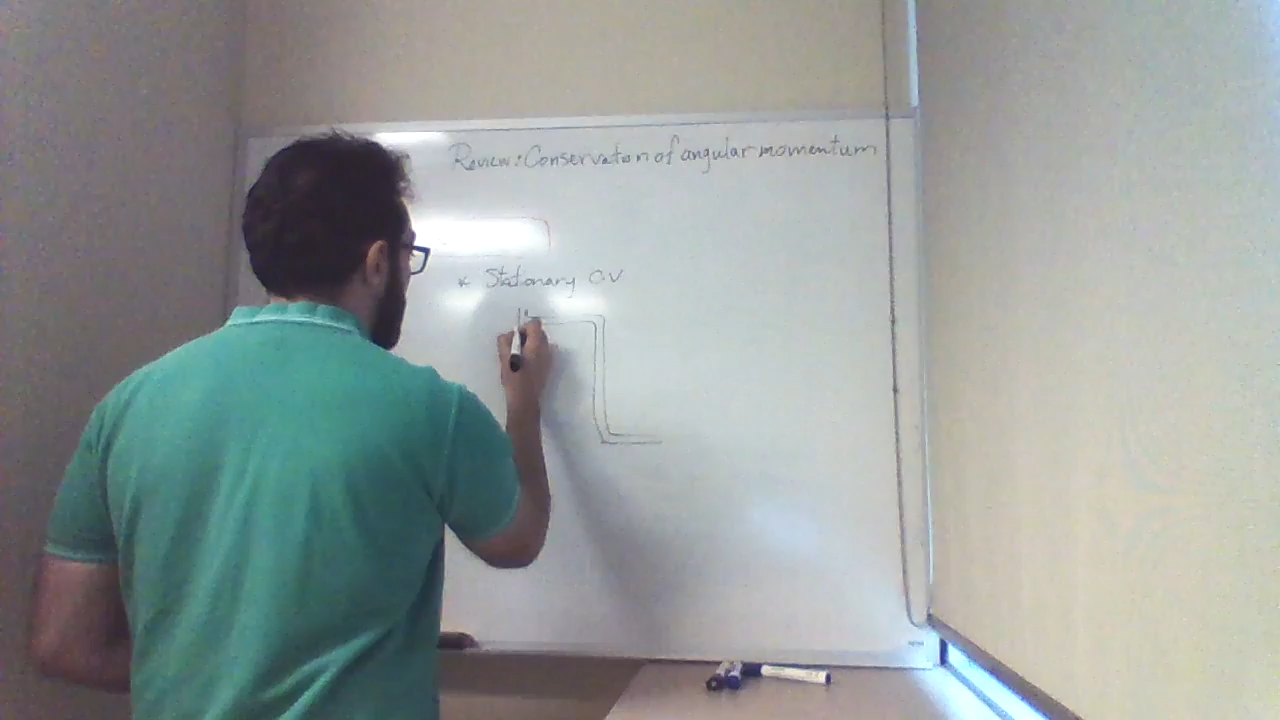 Review: Conservation of angular momentum
* Stationary C.V